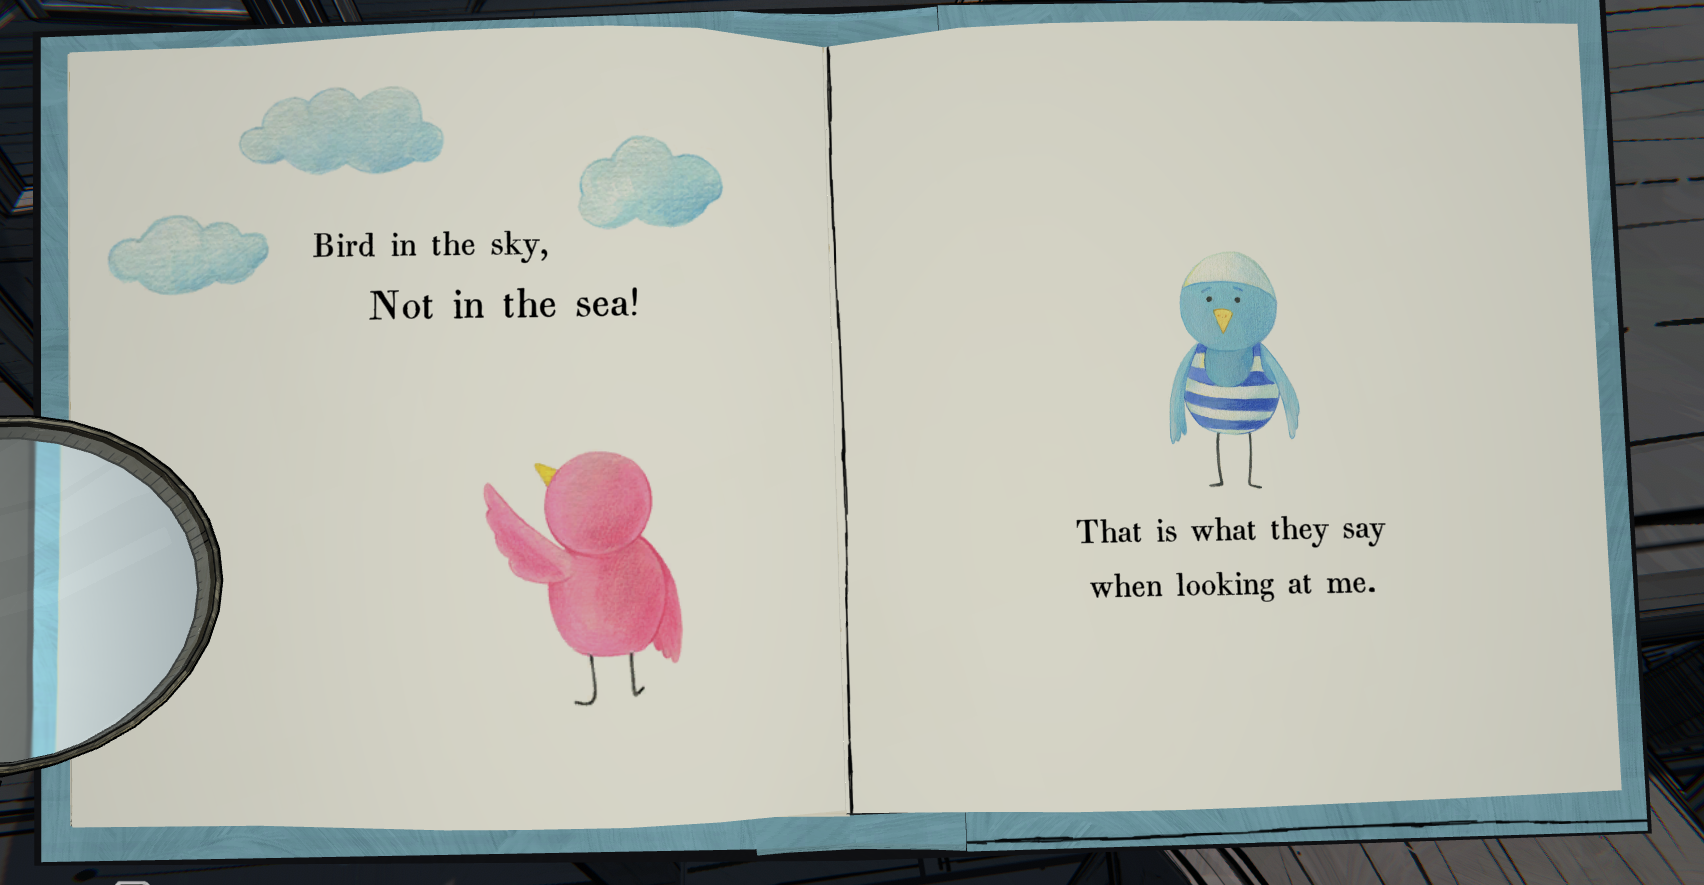 Bird in the sky,
Not in the sea!
That is what they say
when looking at me.